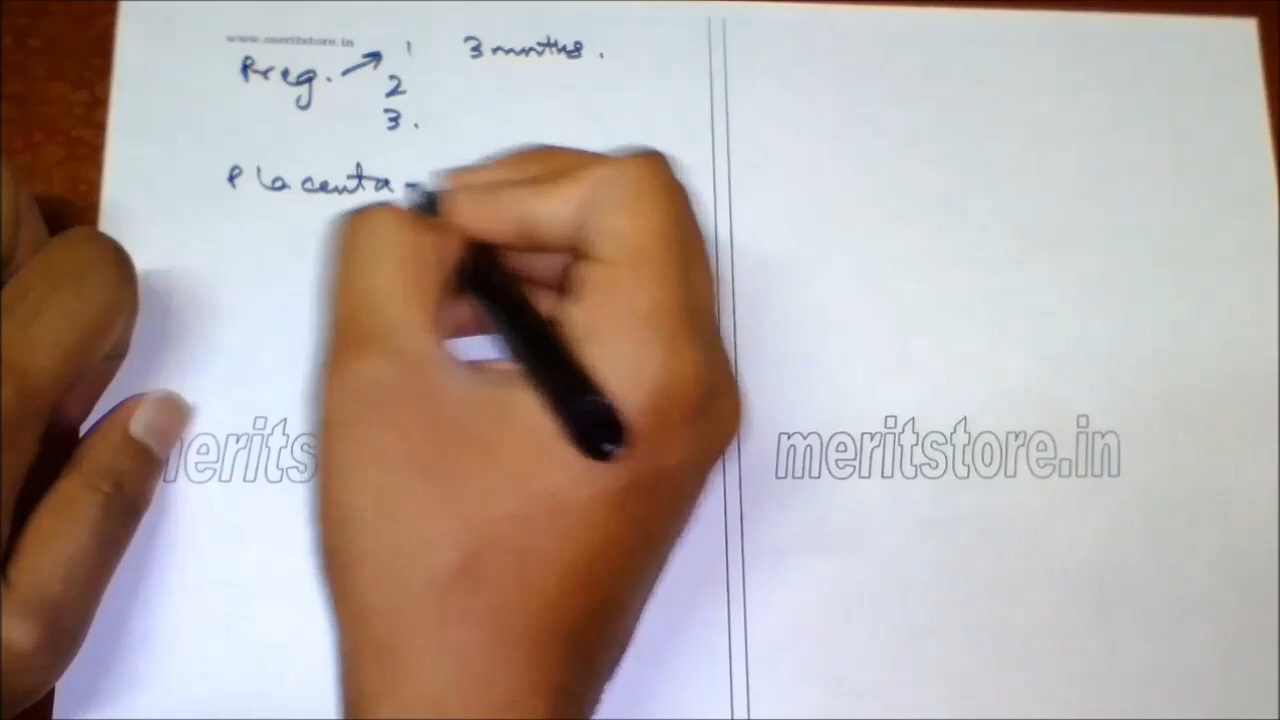 www.meritstore.in
Preg. → 1 3 months.
2
3.
Placenta -
merits
meritstore.in